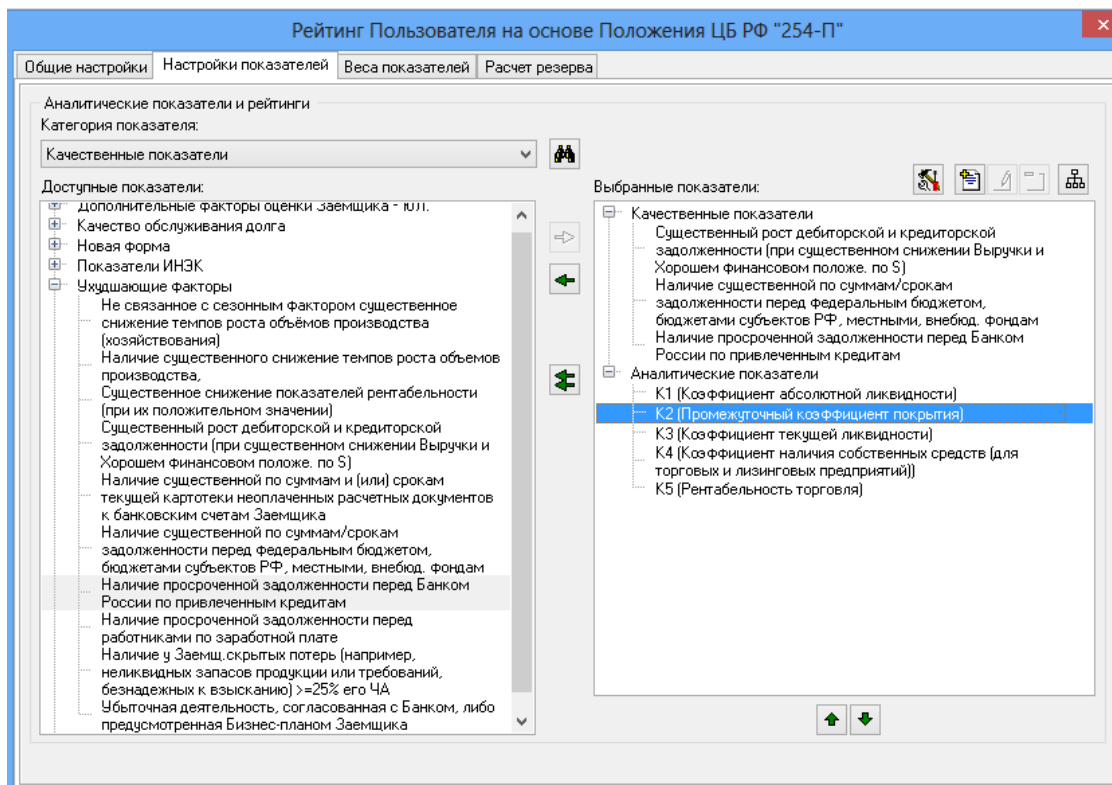 Рейтинг Пользователя на основе Положения ЦБ РФ "254-П"
Общие настройки
Настройки показателей
Веса показателей
Расчет резерва
Аналитические показатели и рейтинги
Категория показателя:
Качественные показатели
Доступные показатели:
Дополнительные факторы оценки Заемщика - ЮЛ.
Качество обслуживания долга
Новая форма
Показатели ИНЭК
Ухудшающие факторы
Не связанное с сезонным фактором существенное
снижение темпов роста объёмов производства
(хозяйствования)
Наличие существенного снижение темпов роста объемов
производства,
Существенное снижение показателей рентабельности
(при их положительном значении)
Существенный рост дебиторской и кредиторской
задолженности (при существенном снижении Выручки и
Хорошем финансовом положе. по S)
Наличие существенной по суммам и (или) срокам
текущей картотеки неоплаченных расчетных документов
к банковским счетам Заемщика
Наличие существенной по суммам/срокам
задолженности перед федеральным бюджетом,
бюджетами субъектов РФ, местными, внебюд. фондам
Наличие просроченной задолженности перед Банком
России по привлеченным кредитам
Наличие просроченной задолженности перед
работниками по заработной плате
Наличие у Заемщ.скрытых потерь (например,
неликвидных запасов продукции или требований,
безнадежных к взысканию) >=25% его ЧА
Убыточная деятельность, согласованная с Банком, либо
предусмотренная Бизнес-планом Заемщика
Выбранные показатели:
Качественные показатели
Существенный рост дебиторской и кредиторской
задолженности (при существенном снижении Выручки и
Хорошем финансовом положе. по S)
Наличие существенной по суммам/срокам
задолженности перед федеральным бюджетом,
бюджетами субъектов РФ, местными, внебюд. фондам
Наличие просроченной задолженности перед Банком
России по привлеченным кредитам
Аналитические показатели
К1 (Коэффициент абсолютной ликвидности)
К2 (Промежуточный коэффициент покрытия)
К3 (Коэффициент текущей ликвидности)
К4 (Коэффициент наличия собственных средств (для
торговых и лизинговых предприятий))
К5 (Рентабельность торговля)